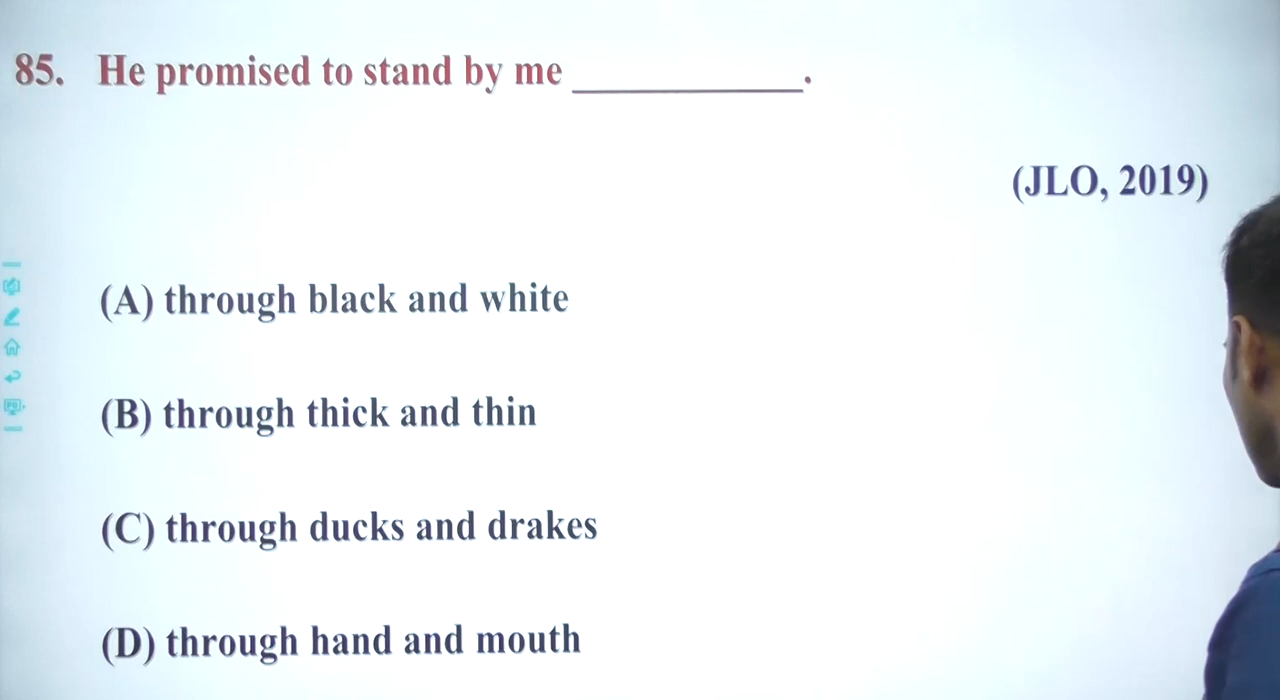 85. He promised to stand by me __________.
(JLO, 2019)
(A) through black and white
(B) through thick and thin
(C) through ducks and drakes
(D) through hand and mouth